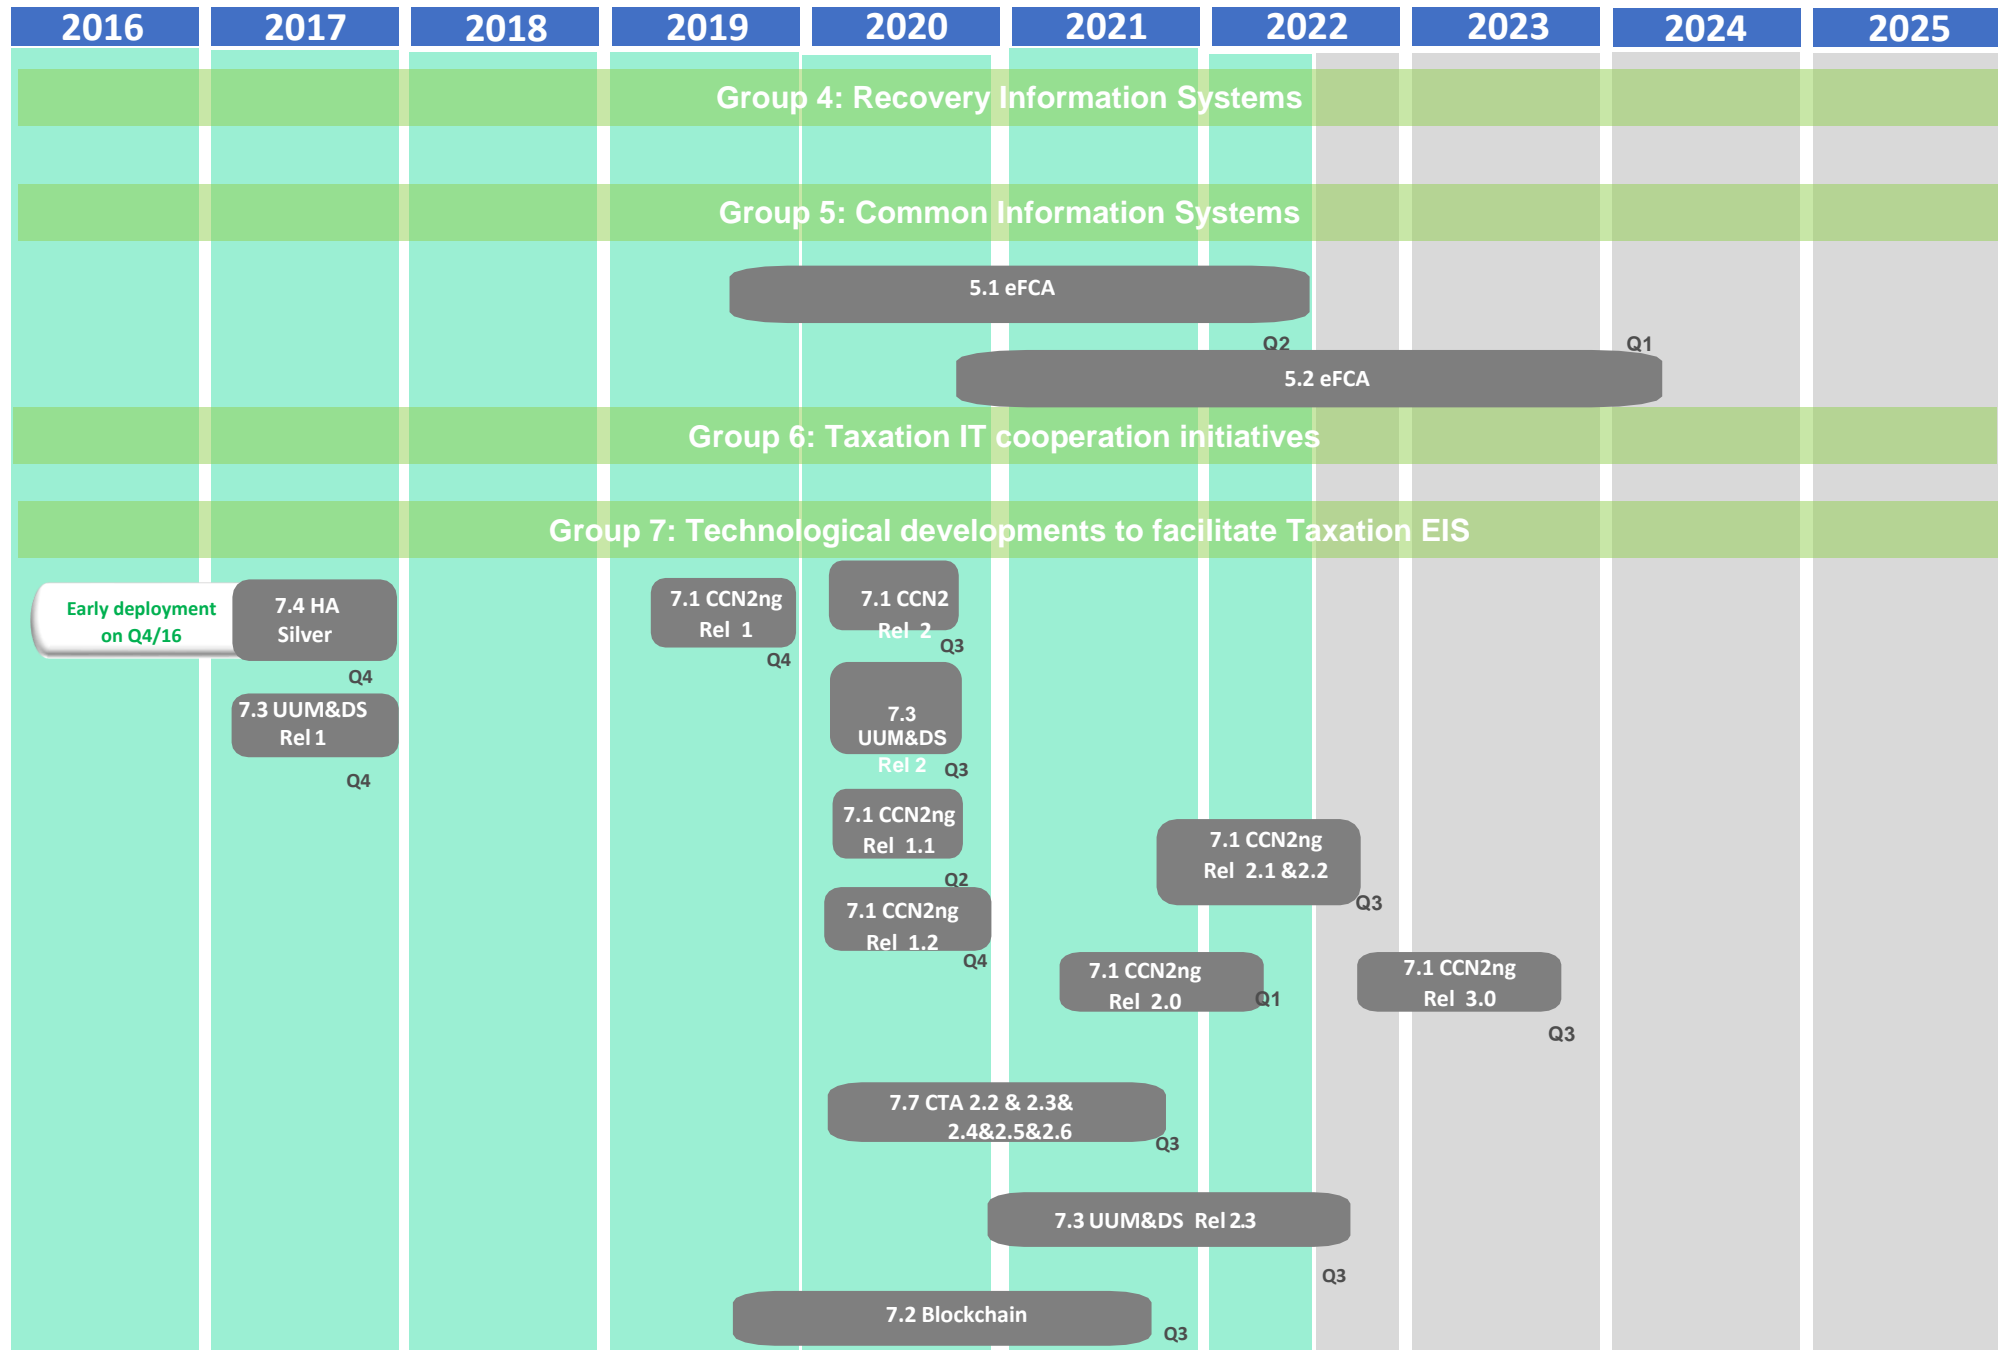 2016 2017 2018 2019 2020 2021 2022 2023 2024 2025
Group 4: Recovery Information Systems
Group 5: Common Information Systems
5.1 eFCA
Q2
Q1
5.2 eFCA
Group 6: Taxation IT cooperation initiatives
Group 7: Technological developments to facilitate Taxation EIS
Early deployment
on Q4/16
7.4 HA
Silver
Q4
7.3 UUM&DS
Rel 1
Q4
7.1 CCN2ng
Rel 1
Q4
7.1 CCN2
Rel 2
Q3
7.3
UUM&DS
Rel 2
Q3
7.1 CCN2ng
Rel 1.1
Q2
7.1 CCN2ng
Rel 1.2
Q4
7.1 CCN2ng
Rel 2.1 &2.2
Q3
7.1 CCN2ng
Rel 2.0
Q1
7.1 CCN2ng
Rel 3.0
Q3
7.7 CTA 2.2 & 2.3&
2.4&2.5&2.6
Q3
7.3 UUM&DS Rel 2.3
Q3
7.2 Blockchain
Q3